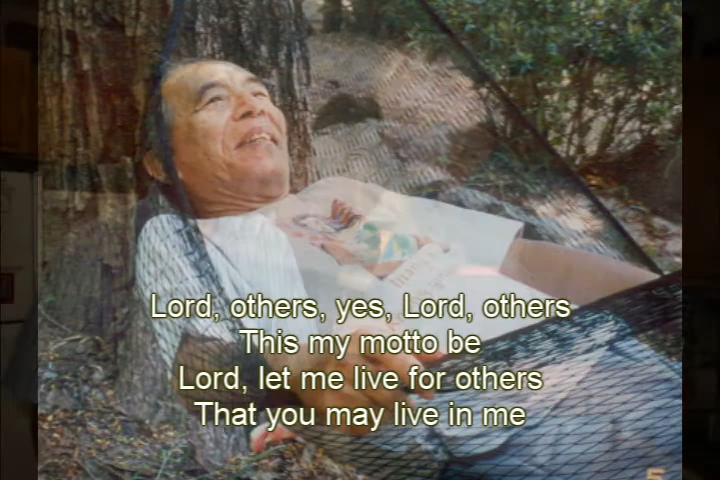 Lord, others, yes, Lord, others
This my motto be
Lord, let me live for others
That you may live in me
5